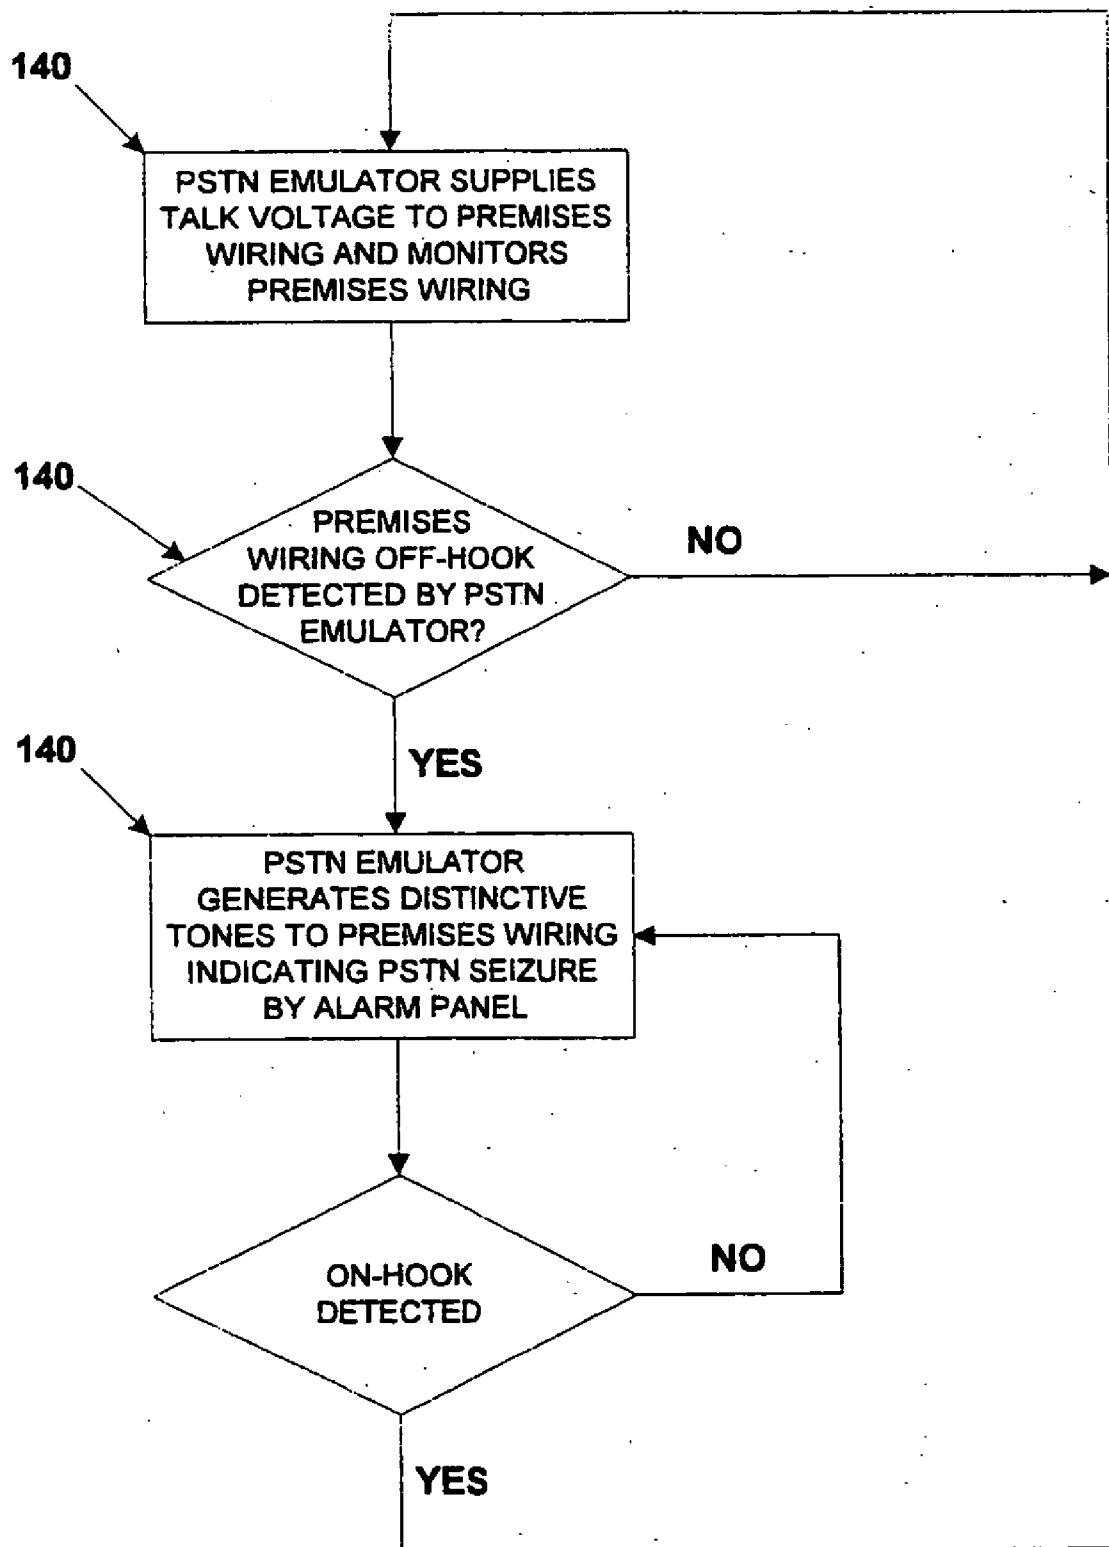 140
PSTN EMULATOR SUPPLIES
TALK VOLTAGE TO PREMISES
WIRING AND MONITORS
PREMISES WIRING
140
PREMISES
WIRING OFF-HOOK
DETECTED BY PSTN
EMULATOR?
NO
YES
140
PSTN EMULATOR
GENERATES DISTINCTIVE
TONES TO PREMISES WIRING
INDICATING PSTN SEIZURE
BY ALARM PANEL
ON-HOOK
DETECTED
NO
YES